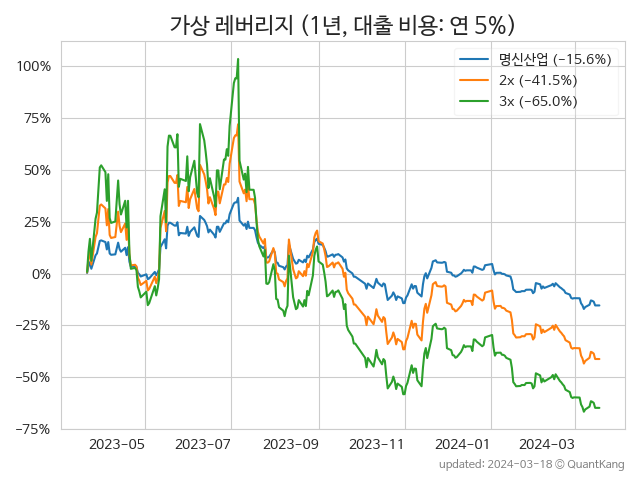 가상 레버리지 (1년, 대출 비용: 연 5%)
명신산업 (−15.6%)
2x (−41.5%)
3x (−65.0%)
100%
75%
50%
25%
0%
−25%
−50%
−75%
2023-05 2023-07 2023-09 2023-11 2024-01 2024-03
updated: 2024-03-18 © QuantKang